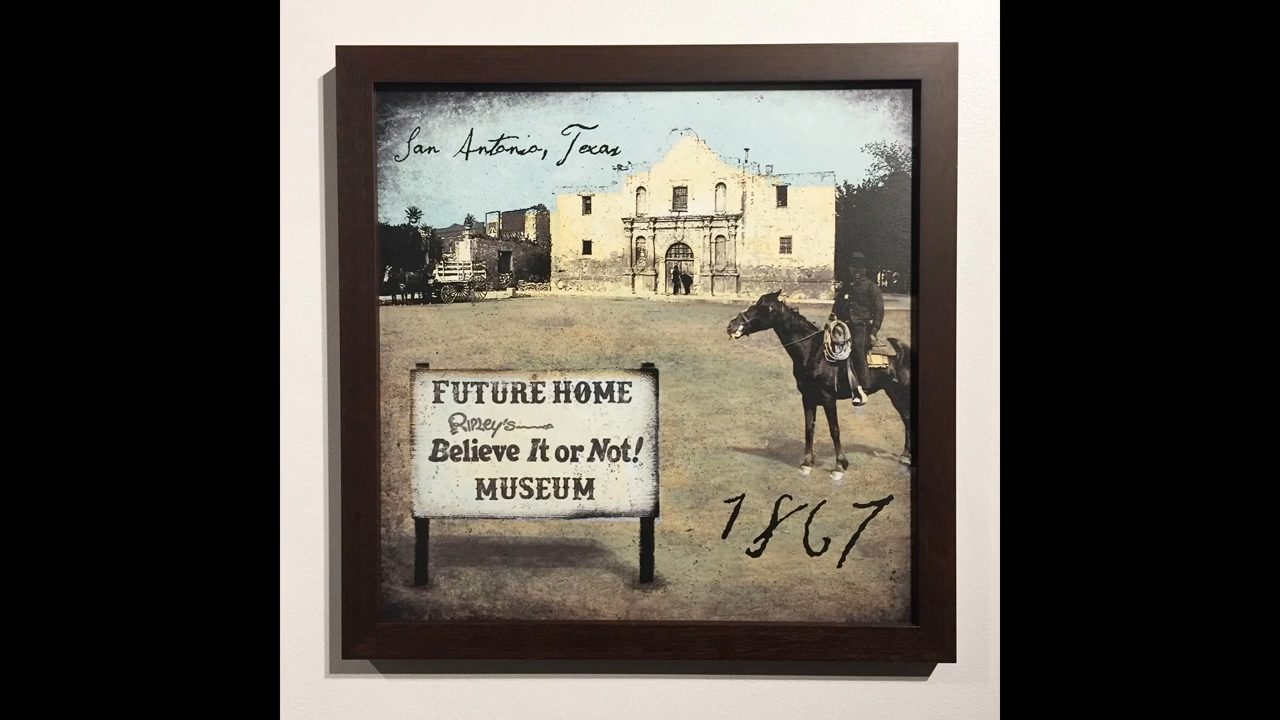 San Antonio, Texas
FUTURE HOME
RIPLEY'S
Believe It or Not!
MUSEUM
1867